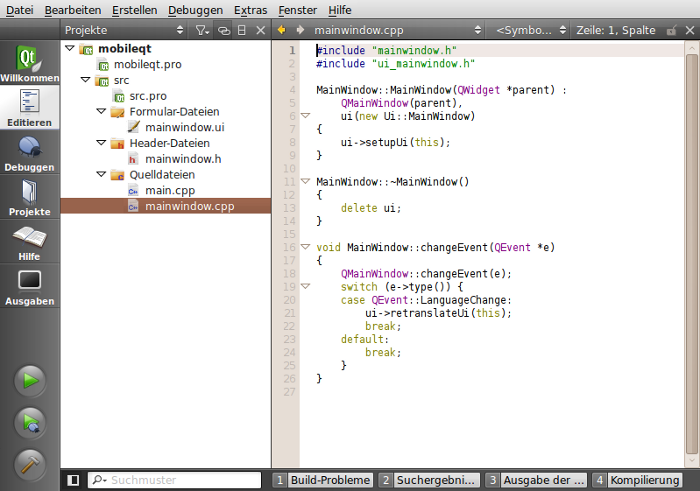 Datei Bearbeiten Erstellen Debuggen Extras Fenster Hilfe
Projekte
mainwindow.cpp
<Symbo...
Zeile: 1, Spalte
Qt
Willkommen
Editieren
Debuggen
Projekte
Hilfe
Ausgaben
mobileqt
mobileqt.pro
src
src.pro
Formular-Dateien
mainwindow.ui
Header-Dateien
mainwindow.h
Quelldateien
main.cpp
mainwindow.cpp
1 #include "mainwindow.h"
2 #include "ui_mainwindow.h"
3
4 MainWindow::MainWindow(QWidget *parent) :
5 QMainWindow(parent),
6 ui(new Ui::MainWindow)
7 {
8 ui->setupUi(this);
9 }
10
11 MainWindow::~MainWindow()
12 {
13 delete ui;
14 }
15
16 void MainWindow::changeEvent(QEvent *e)
17 {
18 QMainWindow::changeEvent(e);
19 switch (e->type()) {
20 case QEvent::LanguageChange:
21 ui->retranslateUi(this);
22 break;
23 default:
24 break;
25 }
26 }
27
Suchmuster
1 Build-Probleme
2 Suchergebni...
3 Ausgabe der ...
4 Kompilierung